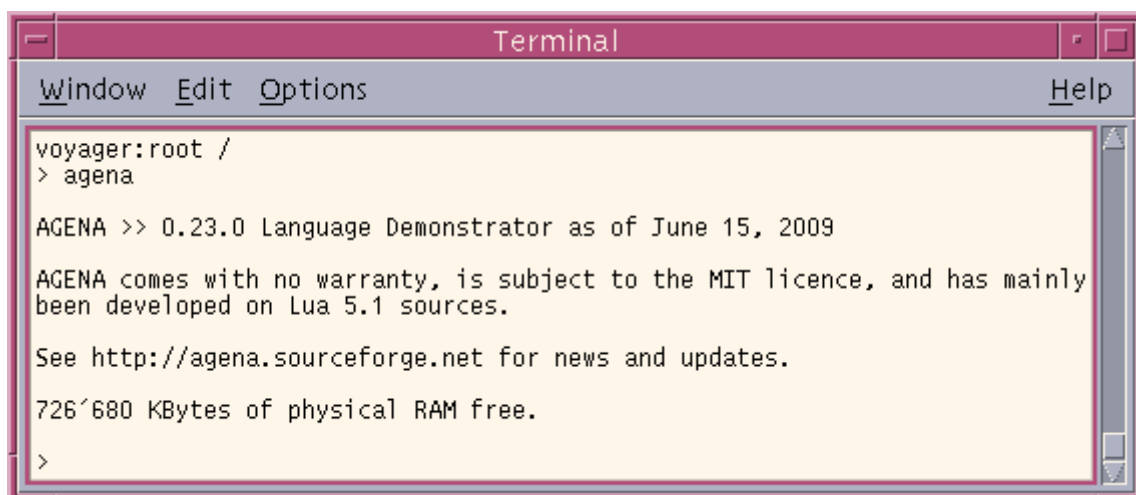 Terminal
Window Edit Options Help
voyager:root /
> agena
AGENA >> 0.23.0 Language Demonstrator as of June 15, 2009
AGENA comes with no warranty, is subject to the MIT licence, and has mainly
been developed on Lua 5.1 sources.
See http://agena.sourceforge.net for news and updates.
726´680 KBytes of physical RAM free.
>